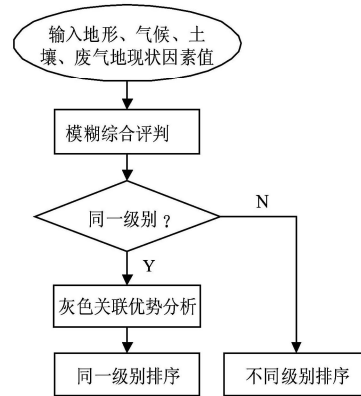 输入地形、气候、土
壤、废气地现状因素值
模糊综合评判
同一级别？
N
Y
灰色关联优势分析
同一级别排序
不同级别排序